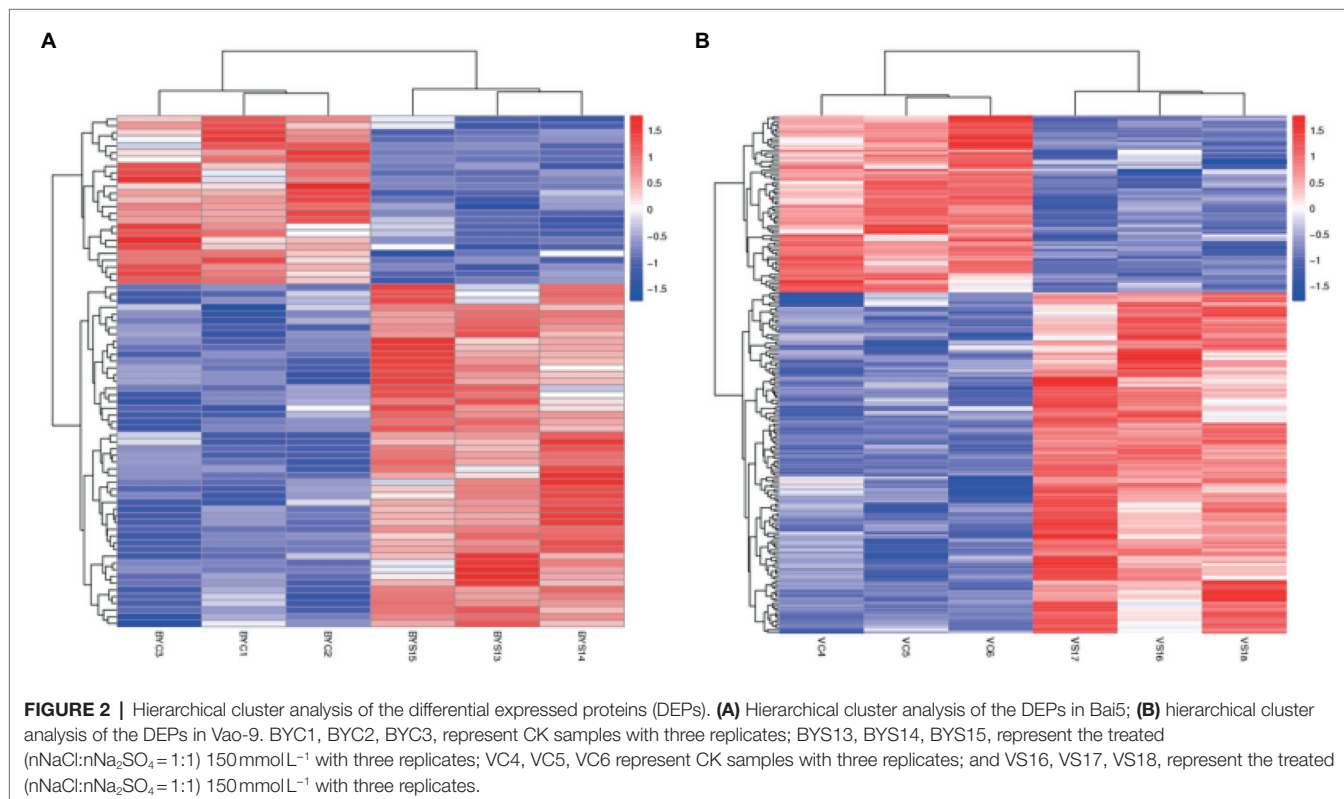 A
B
1.5
1
0.5
0
−0.5
−1
−1.5
1.5
1
0.5
0
−0.5
−1
−1.5
BYC3
BYC1
BYC2
BYS15
BYS13
BYS14
VC4
VC5
VC6
VS17
VS16
VS18
FIGURE 2 | Hierarchical cluster analysis of the differential expressed proteins (DEPs). (A) Hierarchical cluster analysis of the DEPs in Bai5; (B) hierarchical cluster
analysis of the DEPs in Vao-9. BYC1, BYC2, BYC3, represent CK samples with three replicates; BYS13, BYS14, BYS15, represent the treated
(nNaCl:nNa₂SO₄ = 1:1) 150 mmol L⁻¹ with three replicates; VC4, VC5, VC6 represent CK samples with three replicates; and VS16, VS17, VS18, represent the treated
(nNaCl:nNa₂SO₄ = 1:1) 150 mmol L⁻¹ with three replicates.